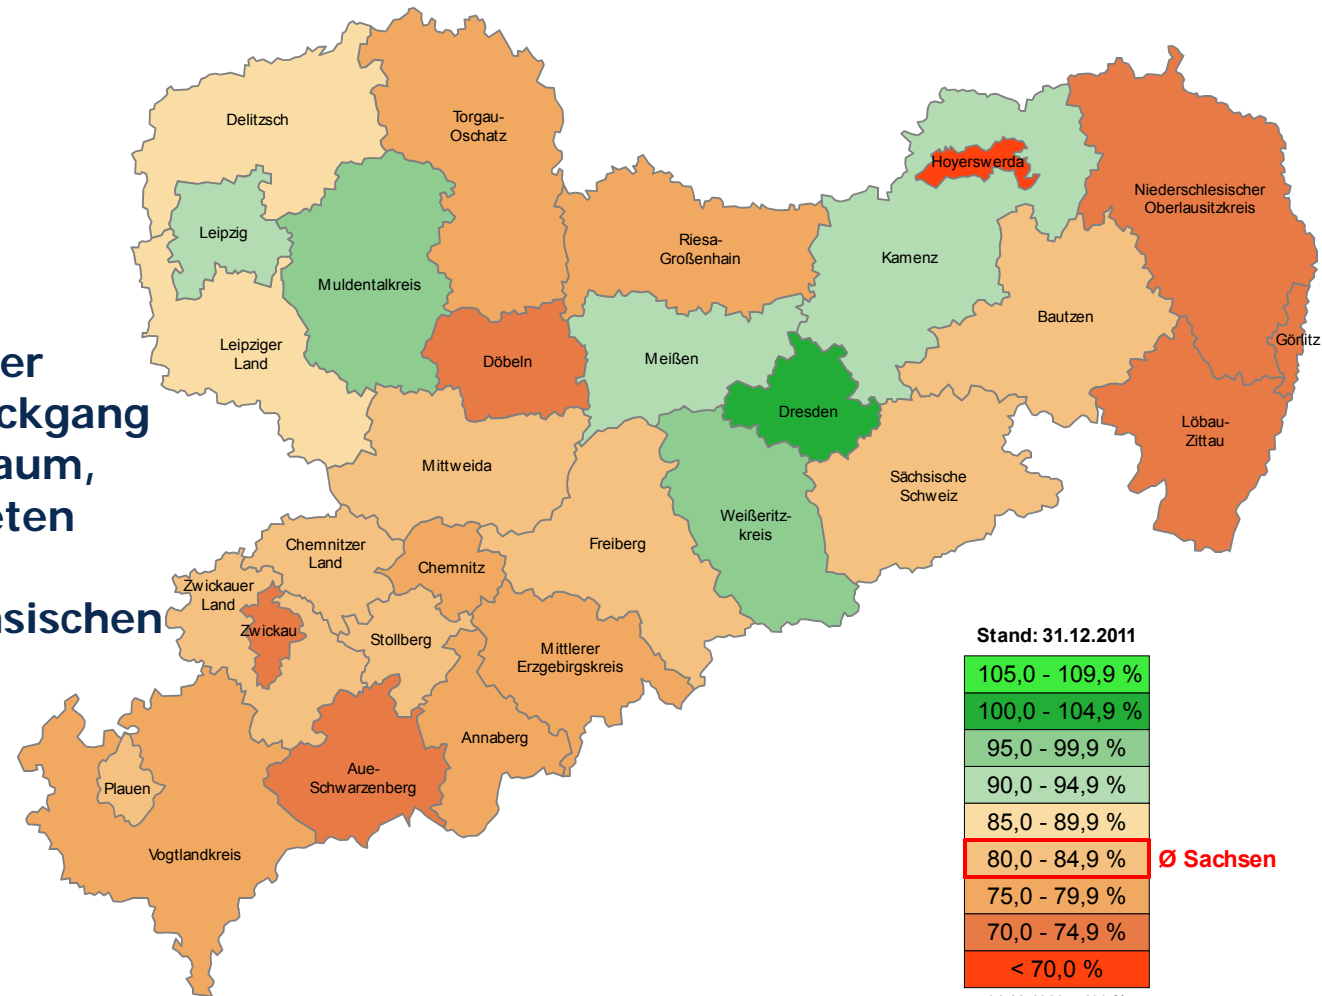 Delitzsch
Torgau-
Oschatz
Hoyerswerda
Niederschlesischer
Oberlausitzkreis
Leipzig
Riesa-
Großenhain
Kamenz
Muldentalkreis
Bautzen
Görlitz
Leipziger
Land
Döbeln
Meißen
Dresden
Löbau-
Zittau
Mittweida
Sächsische
Schweiz
Weißeritz-
kreis
Freiberg
Chemnitzer
Land
Chemnitz
Zwickauer
Land
Zwickau
Stollberg
Mittlerer
Erzgebirgskreis
Annaberg
Aue-
Schwarzenberg
Plauen
Vogtlandkreis
er
ckgang
aum,
eten
sischen
Stand: 31.12.2011
105,0 - 109,9 %
100,0 - 104,9 %
95,0 - 99,9 %
90,0 - 94,9 %
85,0 - 89,9 %
80,0 - 84,9 %
Ø Sachsen
75,0 - 79,9 %
70,0 - 74,9 %
< 70,0 %